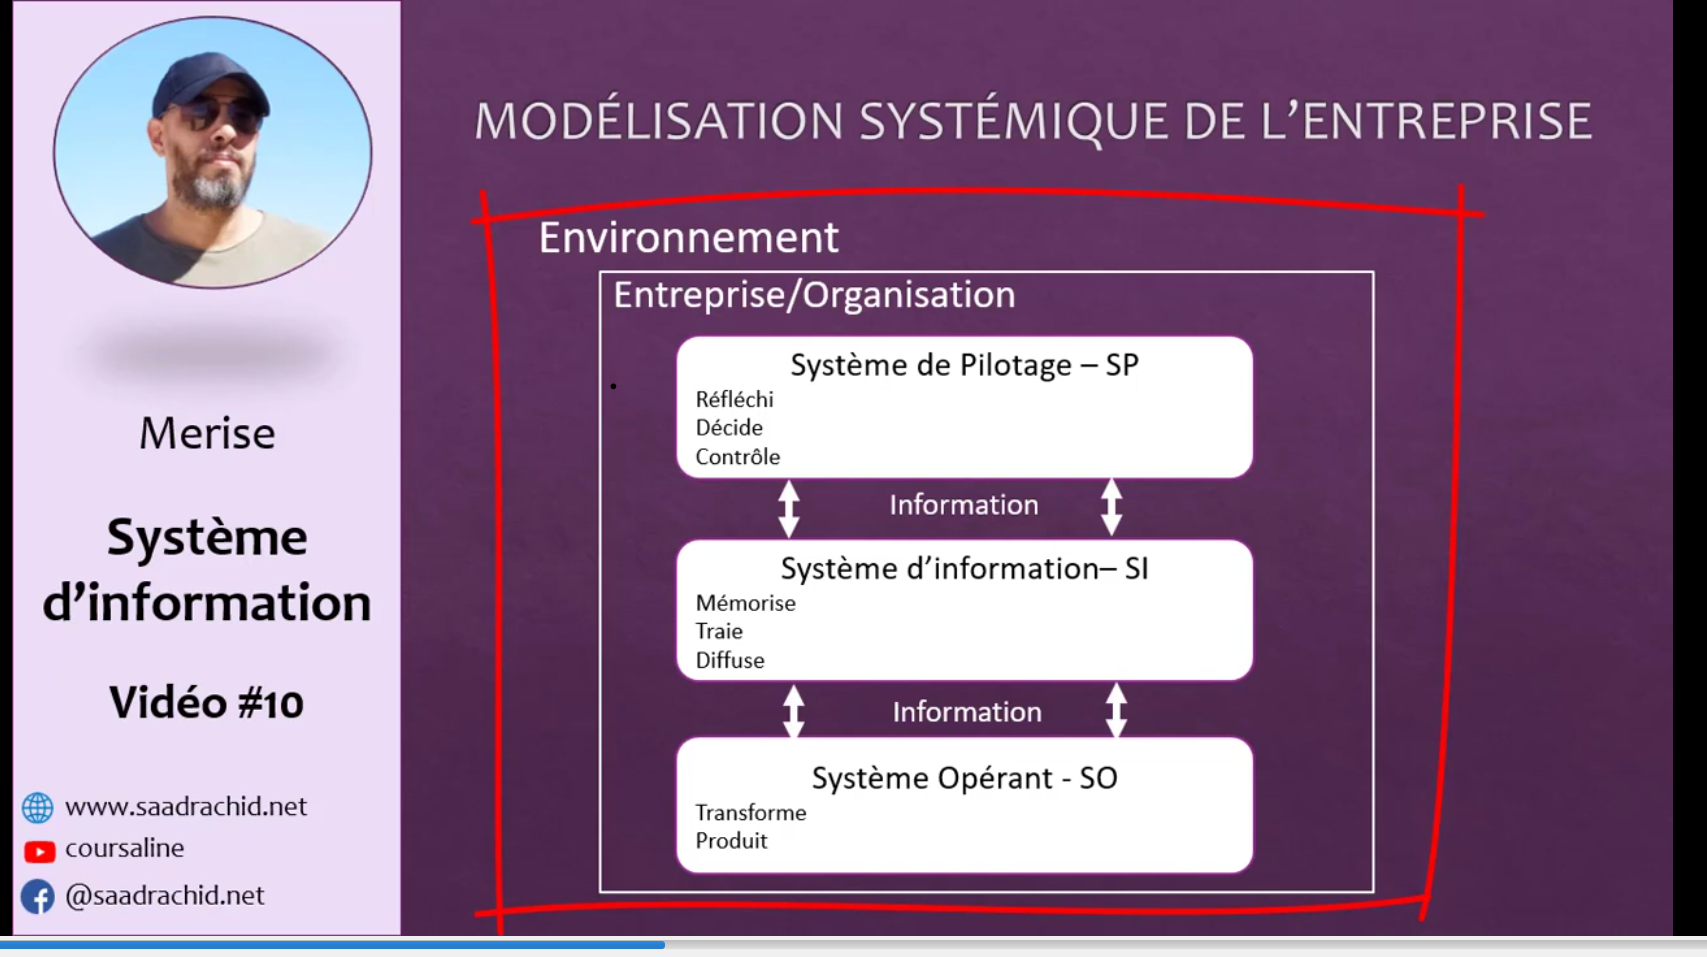 Merise
Système
d'information
Vidéo #10
www.saadrachid.net
coursaline
@saadrachid.net
MODÉLISATION SYSTÉMIQUE DE L'ENTREPRISE
Environnement
Entreprise/Organisation
Système de Pilotage – SP
Réfléchi
Décide
Contrôle
Information
Système d'information– SI
Mémorise
Traie
Diffuse
Information
Système Opérant - SO
Transforme
Produit